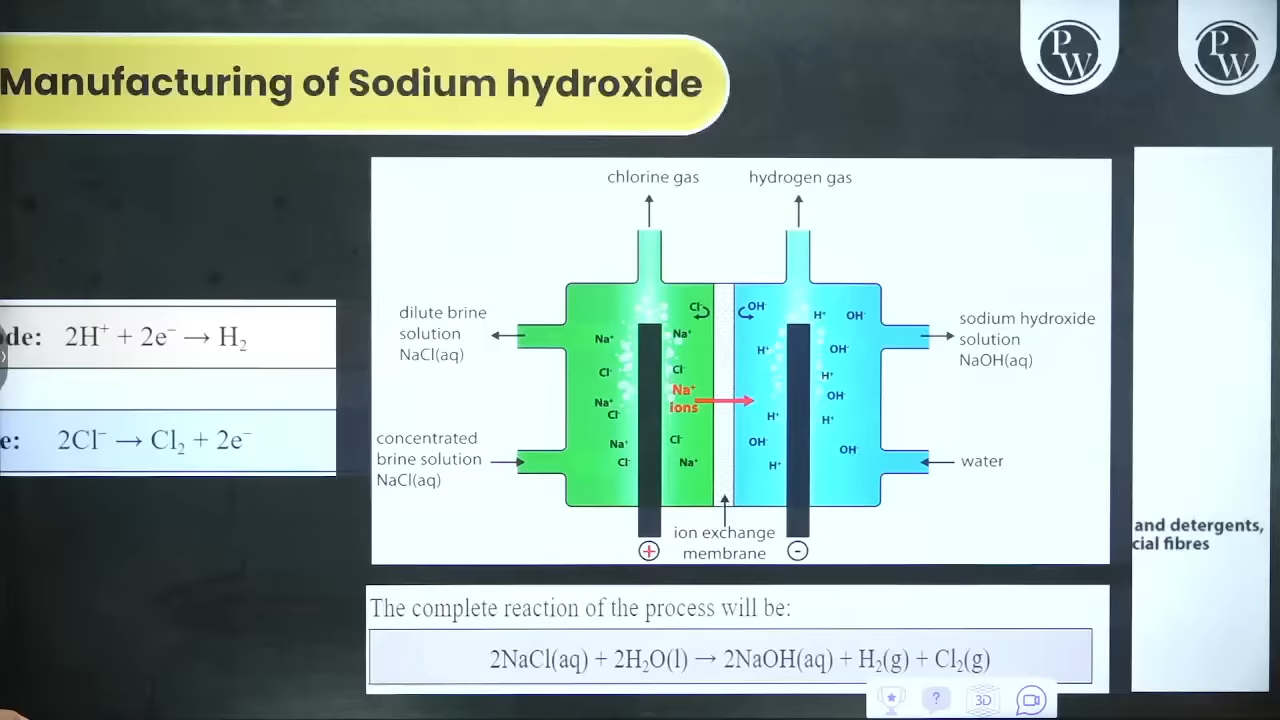 Manufacturing of Sodium hydroxide
PW
PW
de: 2H⁺ + 2e⁻ → H₂
e: 2Cl⁻ → Cl₂ + 2e⁻
chlorine gas
hydrogen gas
dilute brine
solution
NaCl(aq)
concentrated
brine solution
NaCl(aq)
Cl⁻
Na⁺
Na⁺
Cl⁻
Cl⁻
Na⁺
ions
Na⁺
Cl⁻
Na⁺
Cl⁻
Cl⁻
Na⁺
OH⁻
H⁺
OH⁻
H⁺
OH⁻
H⁺
OH⁻
H⁺
H⁺
OH⁻
OH⁻
H⁺
sodium hydroxide
solution
NaOH(aq)
water
ion exchange
membrane
+
-
and detergents,
cial fibres
The complete reaction of the process will be:
2NaCl(aq) + 2H₂O(l) → 2NaOH(aq) + H₂(g) + Cl₂(g)
?
3D